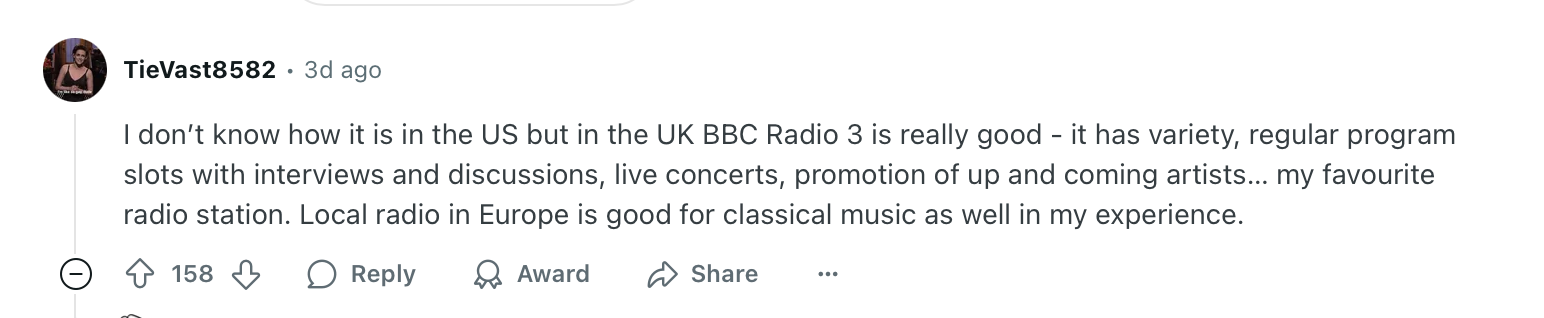 TieVast8582 • 3d ago
I don’t know how it is in the US but in the UK BBC Radio 3 is really good - it has variety, regular program
slots with interviews and discussions, live concerts, promotion of up and coming artists... my favourite
radio station. Local radio in Europe is good for classical music as well in my experience.
158 Reply Award Share ...